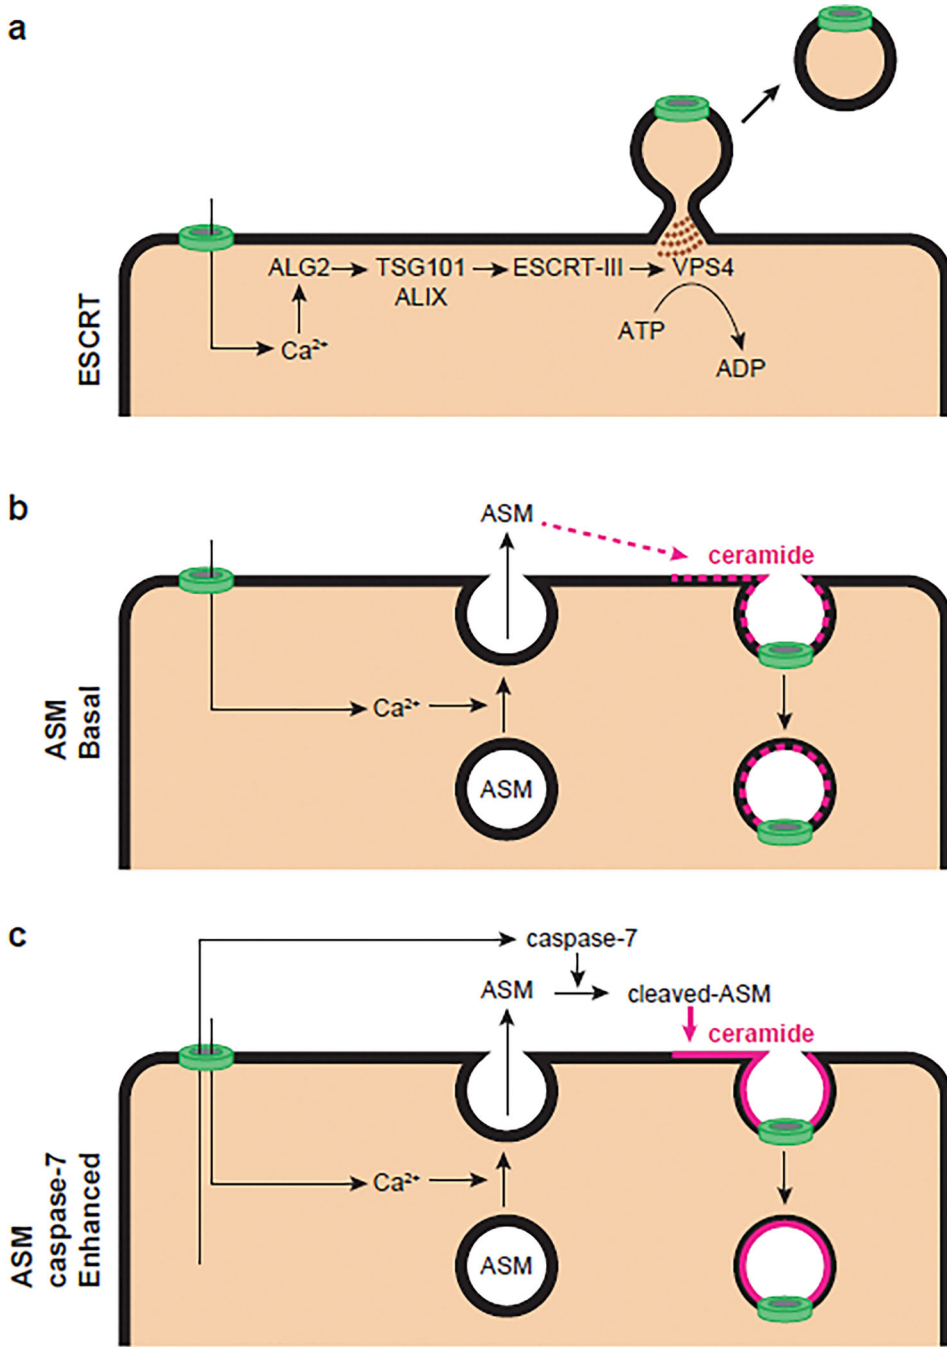 a
ESCRT
ALG2
TSG101
ALIX
ESCRT-III
VPS4
Ca²⁺
ATP
ADP
b
ASM
Basal
ASM
ceramide
Ca²⁺
ASM
c
ASM
caspase-7
Enhanced
caspase-7
ASM
cleaved-ASM
ceramide
Ca²⁺
ASM